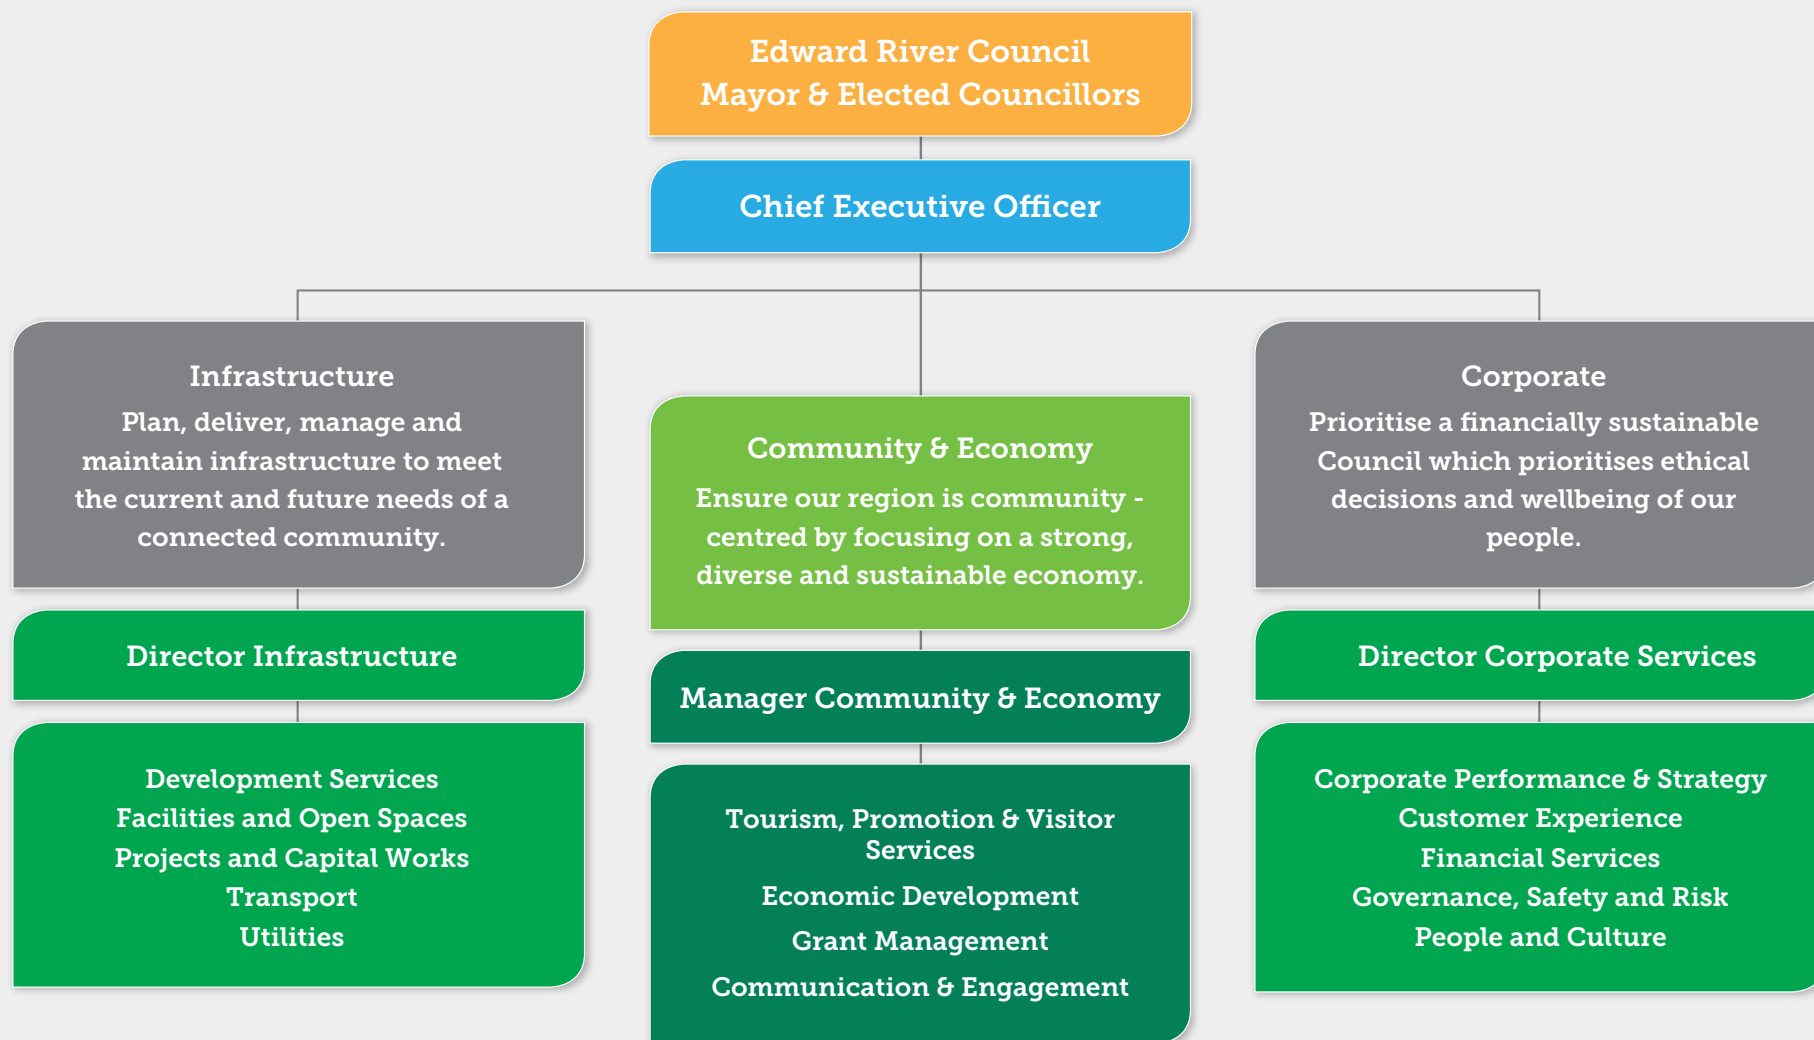 Edward River Council
Mayor & Elected Councillors
Chief Executive Officer
Infrastructure
Plan, deliver, manage and
maintain infrastructure to meet
the current and future needs of a
connected community.
Director Infrastructure
Development Services
Facilities and Open Spaces
Projects and Capital Works
Transport
Utilities
Community & Economy
Ensure our region is community -
centred by focusing on a strong,
diverse and sustainable economy.
Manager Community & Economy
Tourism, Promotion & Visitor
Services
Economic Development
Grant Management
Communication & Engagement
Corporate
Prioritise a financially sustainable
Council which prioritises ethical
decisions and wellbeing of our
people.
Director Corporate Services
Corporate Performance & Strategy
Customer Experience
Financial Services
Governance, Safety and Risk
People and Culture